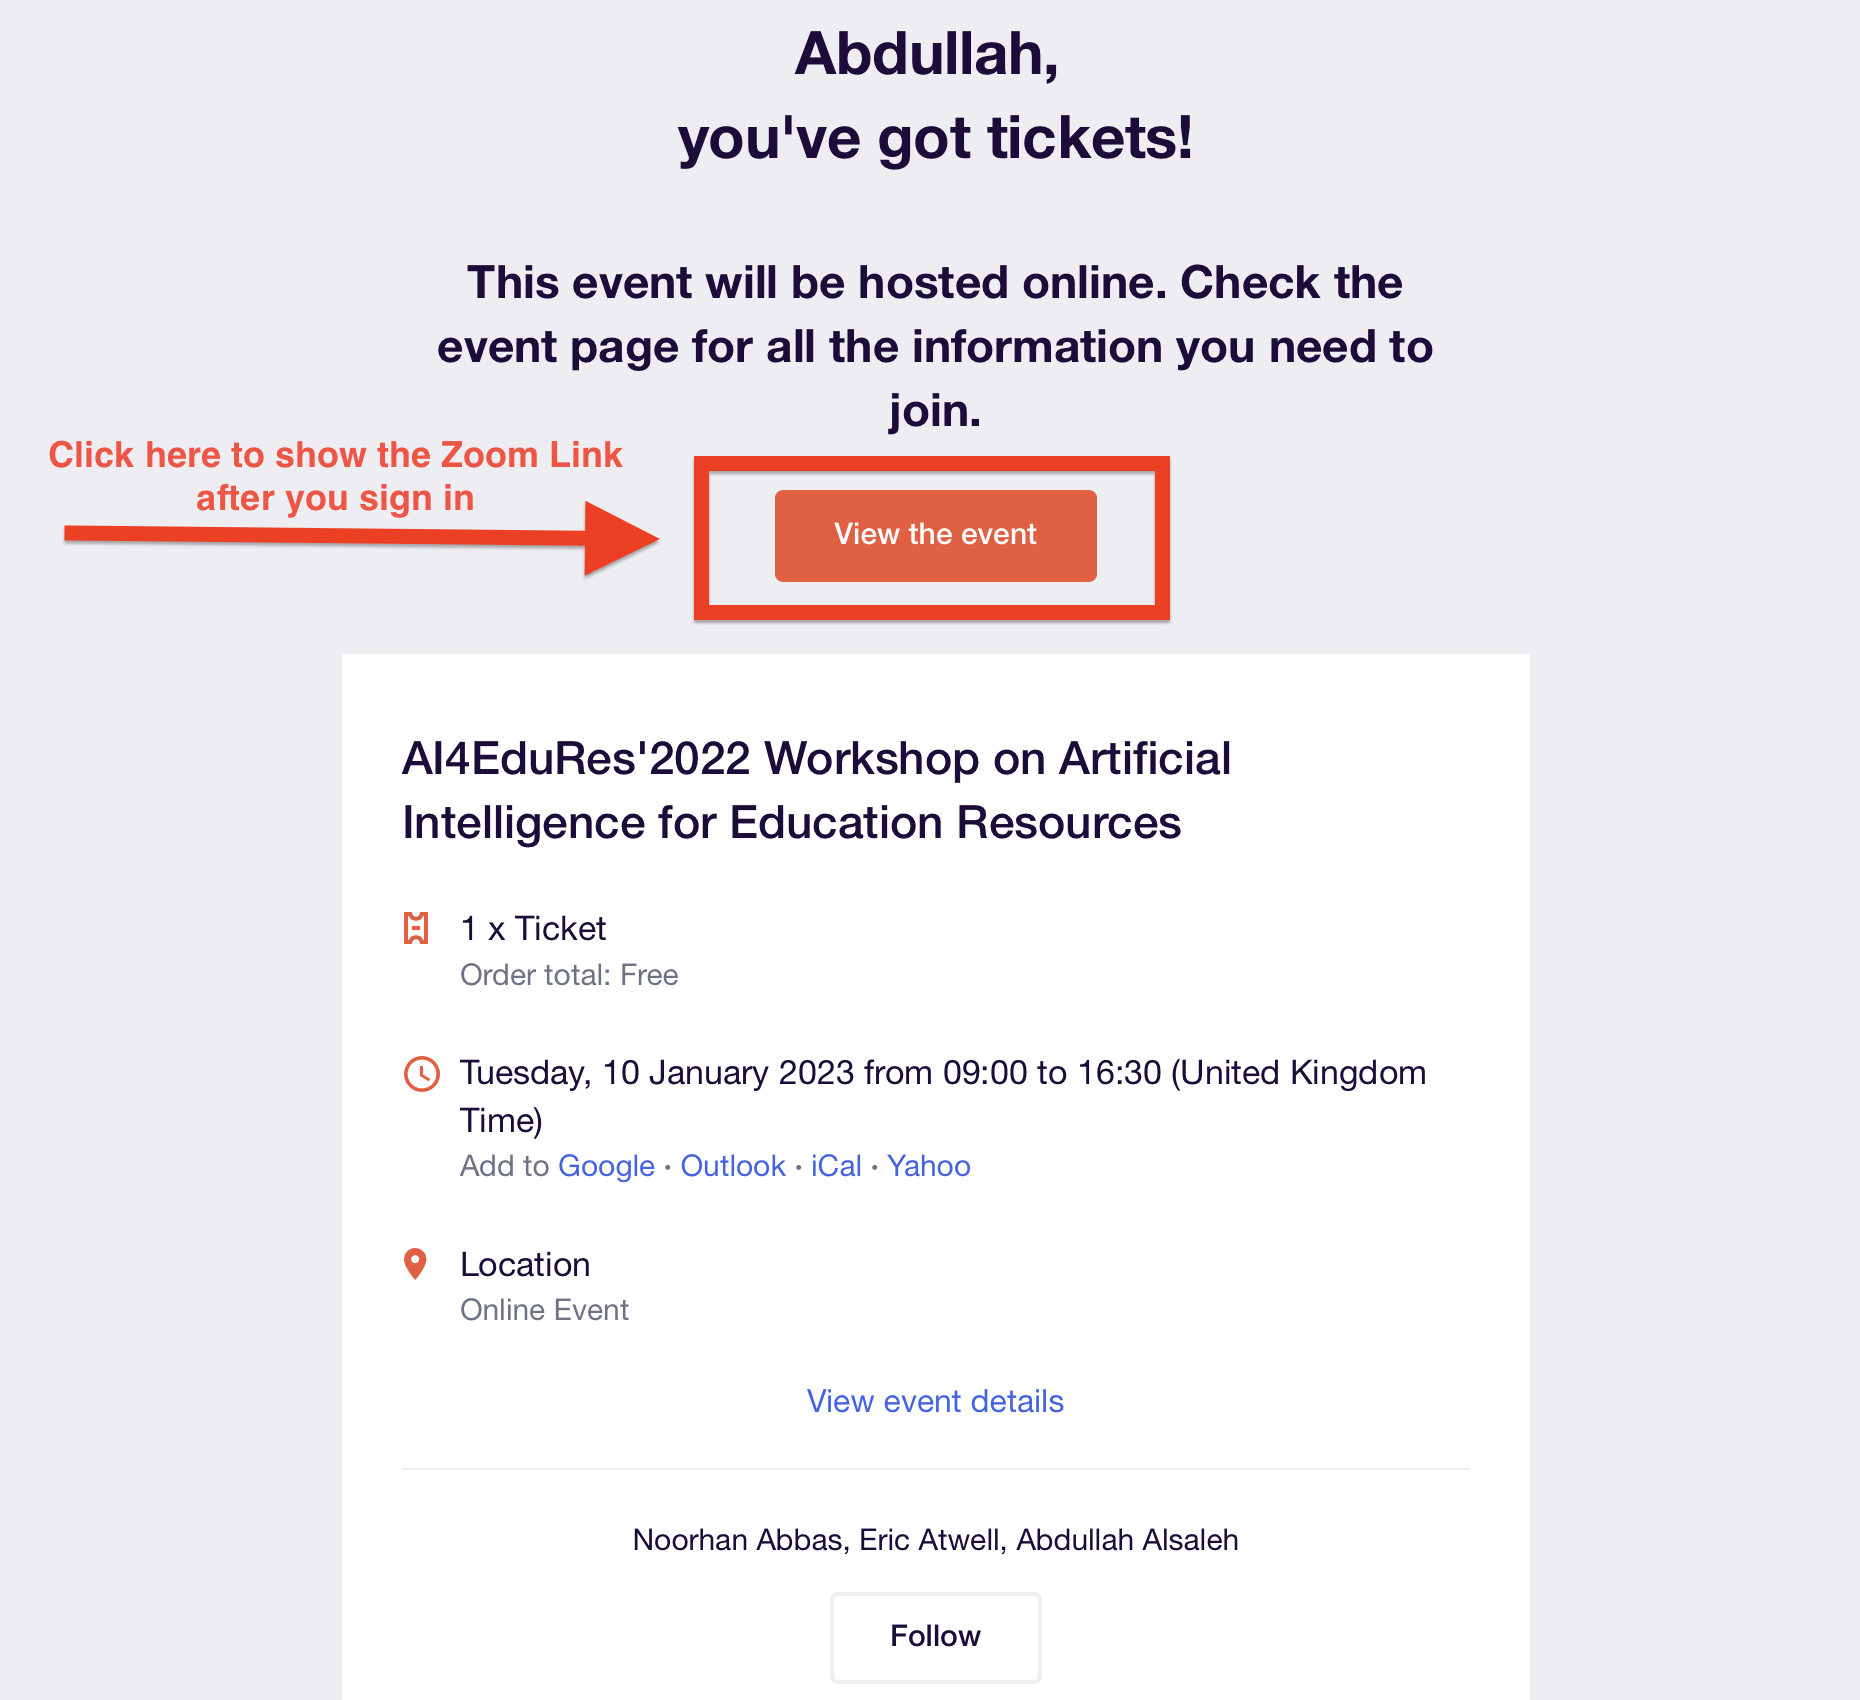 Abdullah,
you've got tickets!
This event will be hosted online. Check the
event page for all the information you need to
join.
Click here to show the Zoom Link
after you sign in
View the event
AI4EduRes'2022 Workshop on Artificial
Intelligence for Education Resources
1 x Ticket
Order total: Free
Tuesday, 10 January 2023 from 09:00 to 16:30 (United Kingdom
Time)
Add to Google · Outlook · iCal · Yahoo
Location
Online Event
View event details
Noorhan Abbas, Eric Atwell, Abdullah Alsaleh
Follow